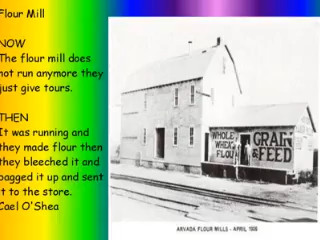 Flour Mill
NOW
The flour mill does
not run anymore they
just give tours.
THEN
It was running and
they made flour then
they bleeched it and
bagged it up and sent
it to the store.
Cael O'Shea
WHOLE
WHEAT
FLOUR
GRAIN
& FEED
ARVADA FLOUR MILLS - APRIL